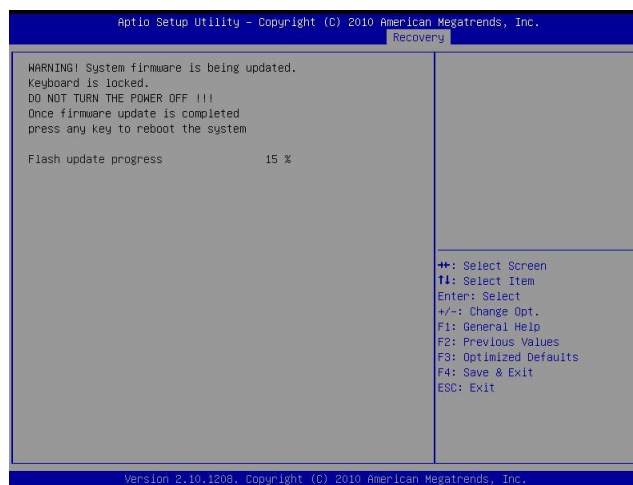 Aptio Setup Utility – Copyright (C) 2010 American Megatrends, Inc.
Recovery
WARNING! System firmware is being updated.
Keyboard is locked.
DO NOT TURN THE POWER OFF !!!
Once firmware update is completed
press any key to reboot the system
Flash update progress 15 %
→←: Select Screen
↑↓: Select Item
Enter: Select
+/-: Change Opt.
F1: General Help
F2: Previous Values
F3: Optimized Defaults
F4: Save & Exit
ESC: Exit
Version 2.10.1208. Copyright (C) 2010 American Megatrends, Inc.